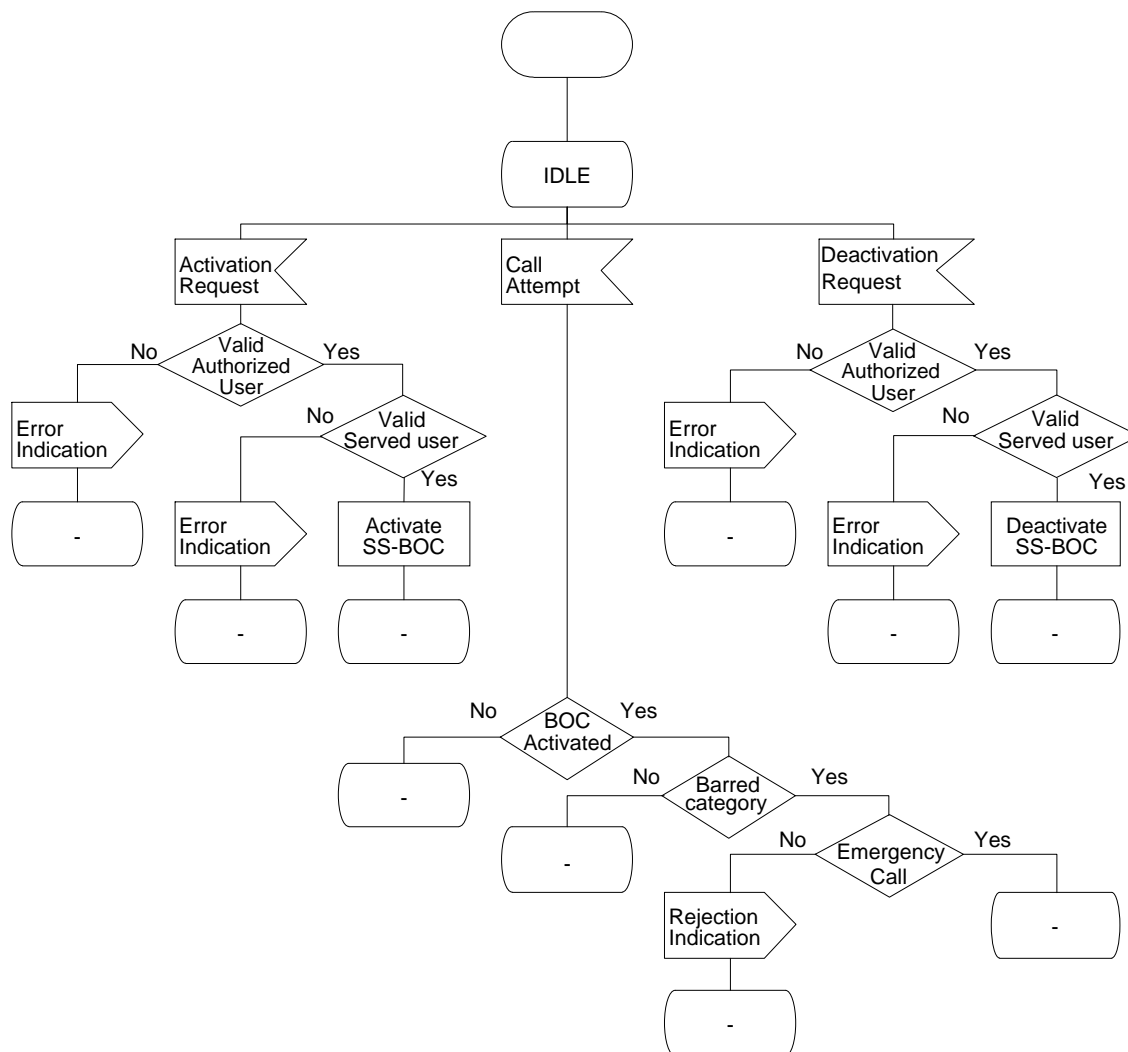 IDLE
Activation
Request
Call
Attempt
Deactivation
Request
No
Valid
Authorized
User
Yes
No
Valid
Authorized
User
Yes
Error
Indication
No
Valid
Served user
Yes
Error
Indication
No
Valid
Served user
Yes
-
Error
Indication
Activate
SS-BOC
-
Error
Indication
Deactivate
SS-BOC
-
-
-
-
No
BOC
Activated
Yes
-
No
Barred
category
Yes
-
No
Emergency
Call
Yes
Rejection
Indication
-
-